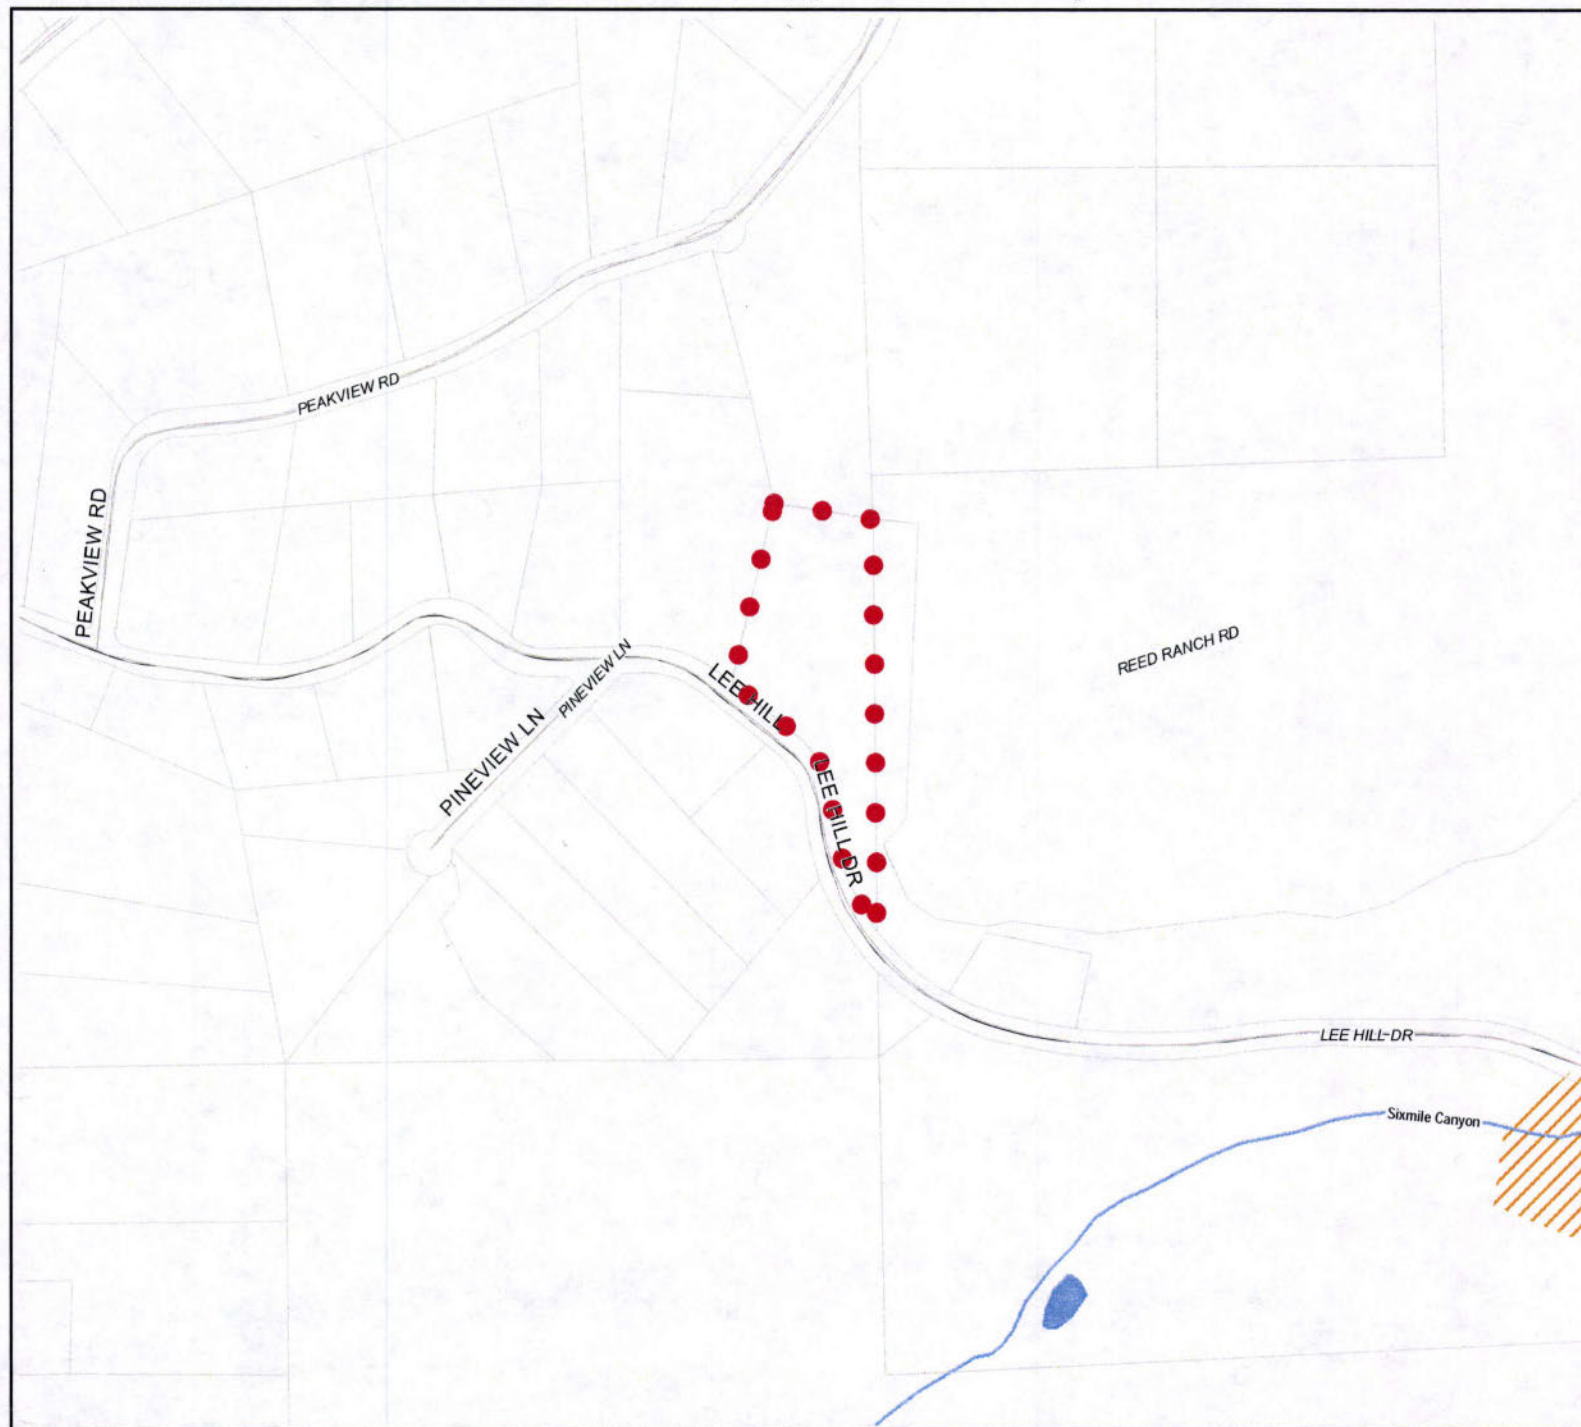 PEAKVIEW RD
PEAKVIEW RD
REED RANCH RD
PINEVIEW LN
PINEVIEW LN
LEE HILL
LEE HILL DR
LEE HILL-DR
Sixmile Canyon